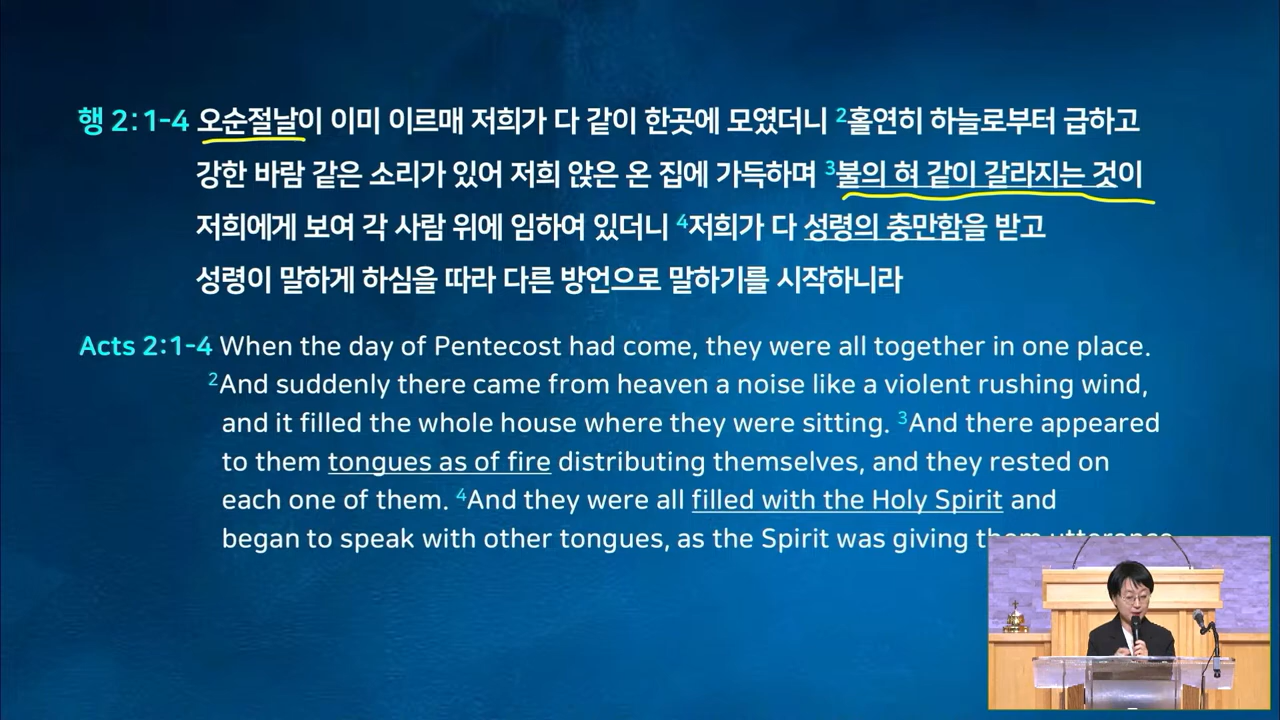 행 2:1-4 오순절날이 이미 이르매 저희가 다 같이 한곳에 모였더니 ²홀연히 하늘로부터 급하고
강한 바람 같은 소리가 있어 저희 앉은 온 집에 가득하며 ³불의 혀 같이 갈라지는 것이
저희에게 보여 각 사람 위에 임하여 있더니 ⁴저희가 다 성령의 충만함을 받고
성령이 말하게 하심을 따라 다른 방언으로 말하기를 시작하니라
Acts 2:1-4 When the day of Pentecost had come, they were all together in one place.
²And suddenly there came from heaven a noise like a violent rushing wind,
and it filled the whole house where they were sitting. ³And there appeared
to them tongues as of fire distributing themselves, and they rested on
each one of them. ⁴And they were all filled with the Holy Spirit and
began to speak with other tongues, as the Spirit was giving